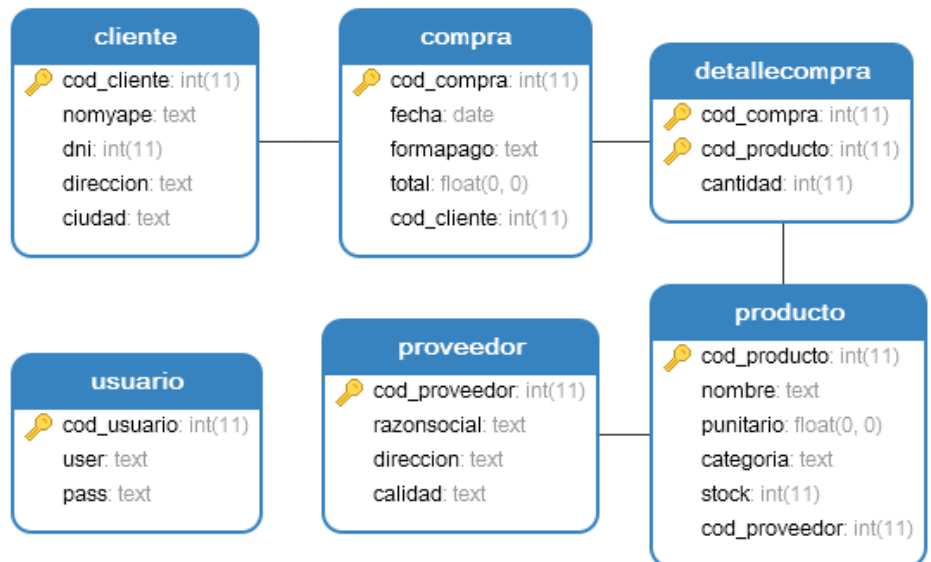 cliente
cod_cliente: int(11)
nomyape: text
dni: int(11)
direccion: text
ciudad: text
compra
cod_compra: int(11)
fecha: date
formapago: text
total: float(0, 0)
cod_cliente: int(11)
detallecompra
cod_compra: int(11)
cod_producto: int(11)
cantidad: int(11)
usuario
cod_usuario: int(11)
user: text
pass: text
proveedor
cod_proveedor: int(11)
razonsocial: text
direccion: text
calidad: text
producto
cod_producto: int(11)
nombre: text
punitario: float(0, 0)
categoria: text
stock: int(11)
cod_proveedor: int(11)